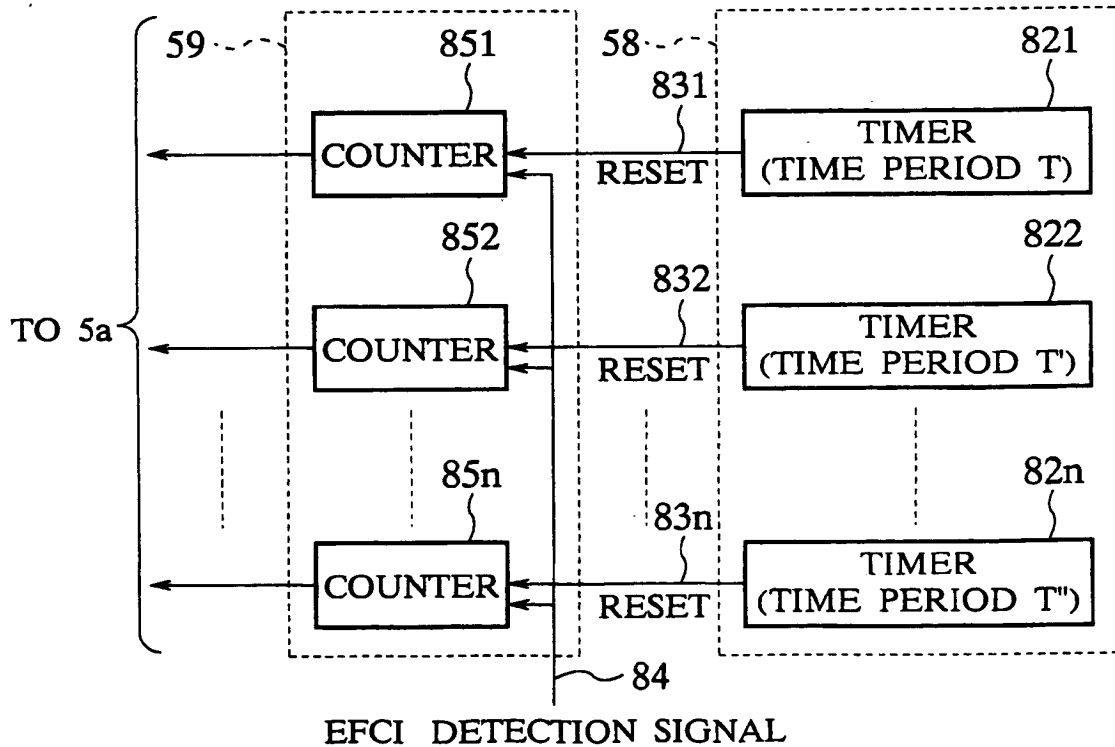 59
851
58
821
831
COUNTER
RESET
TIMER
(TIME PERIOD T)
852
832
822
TO 5a
COUNTER
RESET
TIMER
(TIME PERIOD T')
85n
83n
82n
COUNTER
RESET
TIMER
(TIME PERIOD T'')
84
EFCI DETECTION SIGNAL